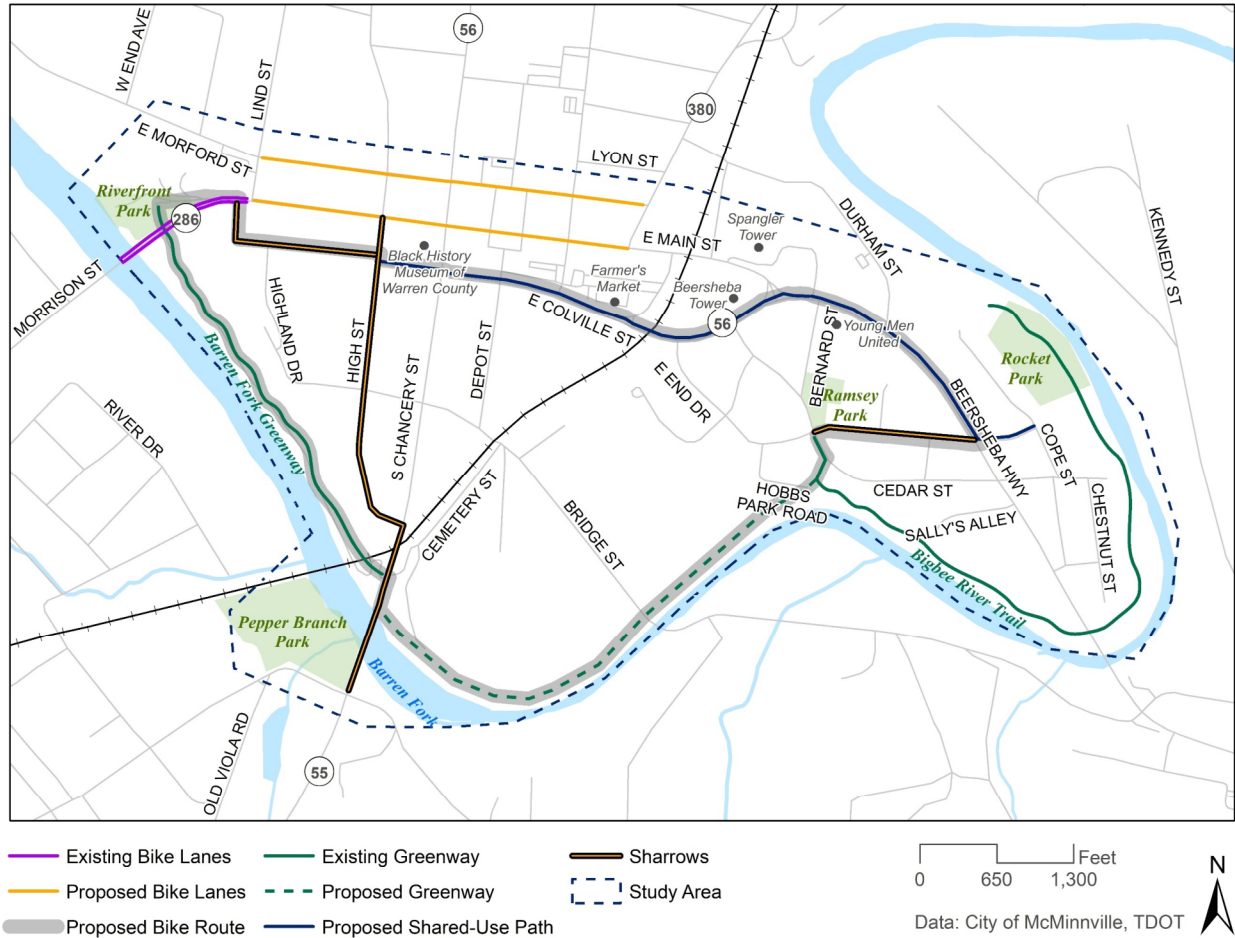 W END AVE
LIND ST
56
380
E MORFORD ST
LYON ST
Riverfront
Park
286
DURHAM ST
KENNEDY ST
Spangler
Tower
E MAIN ST
MORRISON ST
Black History
Museum of
Warren County
Farmer's
Market
Beersheba
Tower
HIGHLAND DR
HIGH ST
E COLVILLE ST
56
BERNARD ST
Young Men
United
Rocket
Park
Barren Fork Greenway
S CHANCERY ST
DEPOT ST
E END DR
BEERSHEBA HWY
Ramsey
Park
RIVER DR
COPE ST
CEMETERY ST
BRIDGE ST
HOBBS
PARK ROAD
CEDAR ST
CHESTNUT ST
SALLY'S ALLEY
Bigbee River Trail
Pepper Branch
Park
Barren Fork
OLD VIOLA RD
55
Existing Bike Lanes
Existing Greenway
Sharrows
Proposed Bike Lanes
Proposed Greenway
Study Area
Proposed Bike Route
Proposed Shared-Use Path
Feet
0 650 1,300
Data: City of McMinnville, TDOT
N